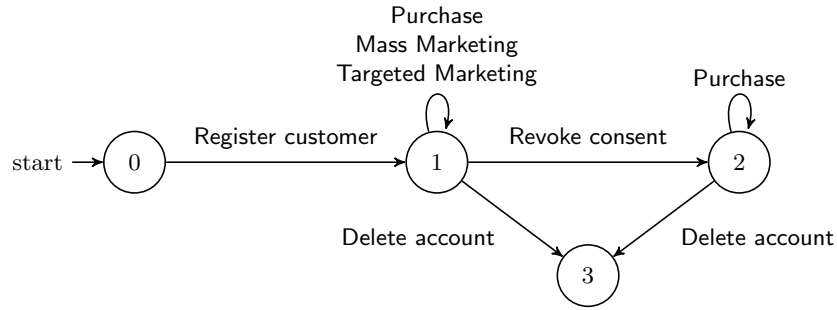 Purchase
Mass Marketing
Targeted Marketing
Purchase
Register customer
Revoke consent
start
0
1
2
Delete account
Delete account
3